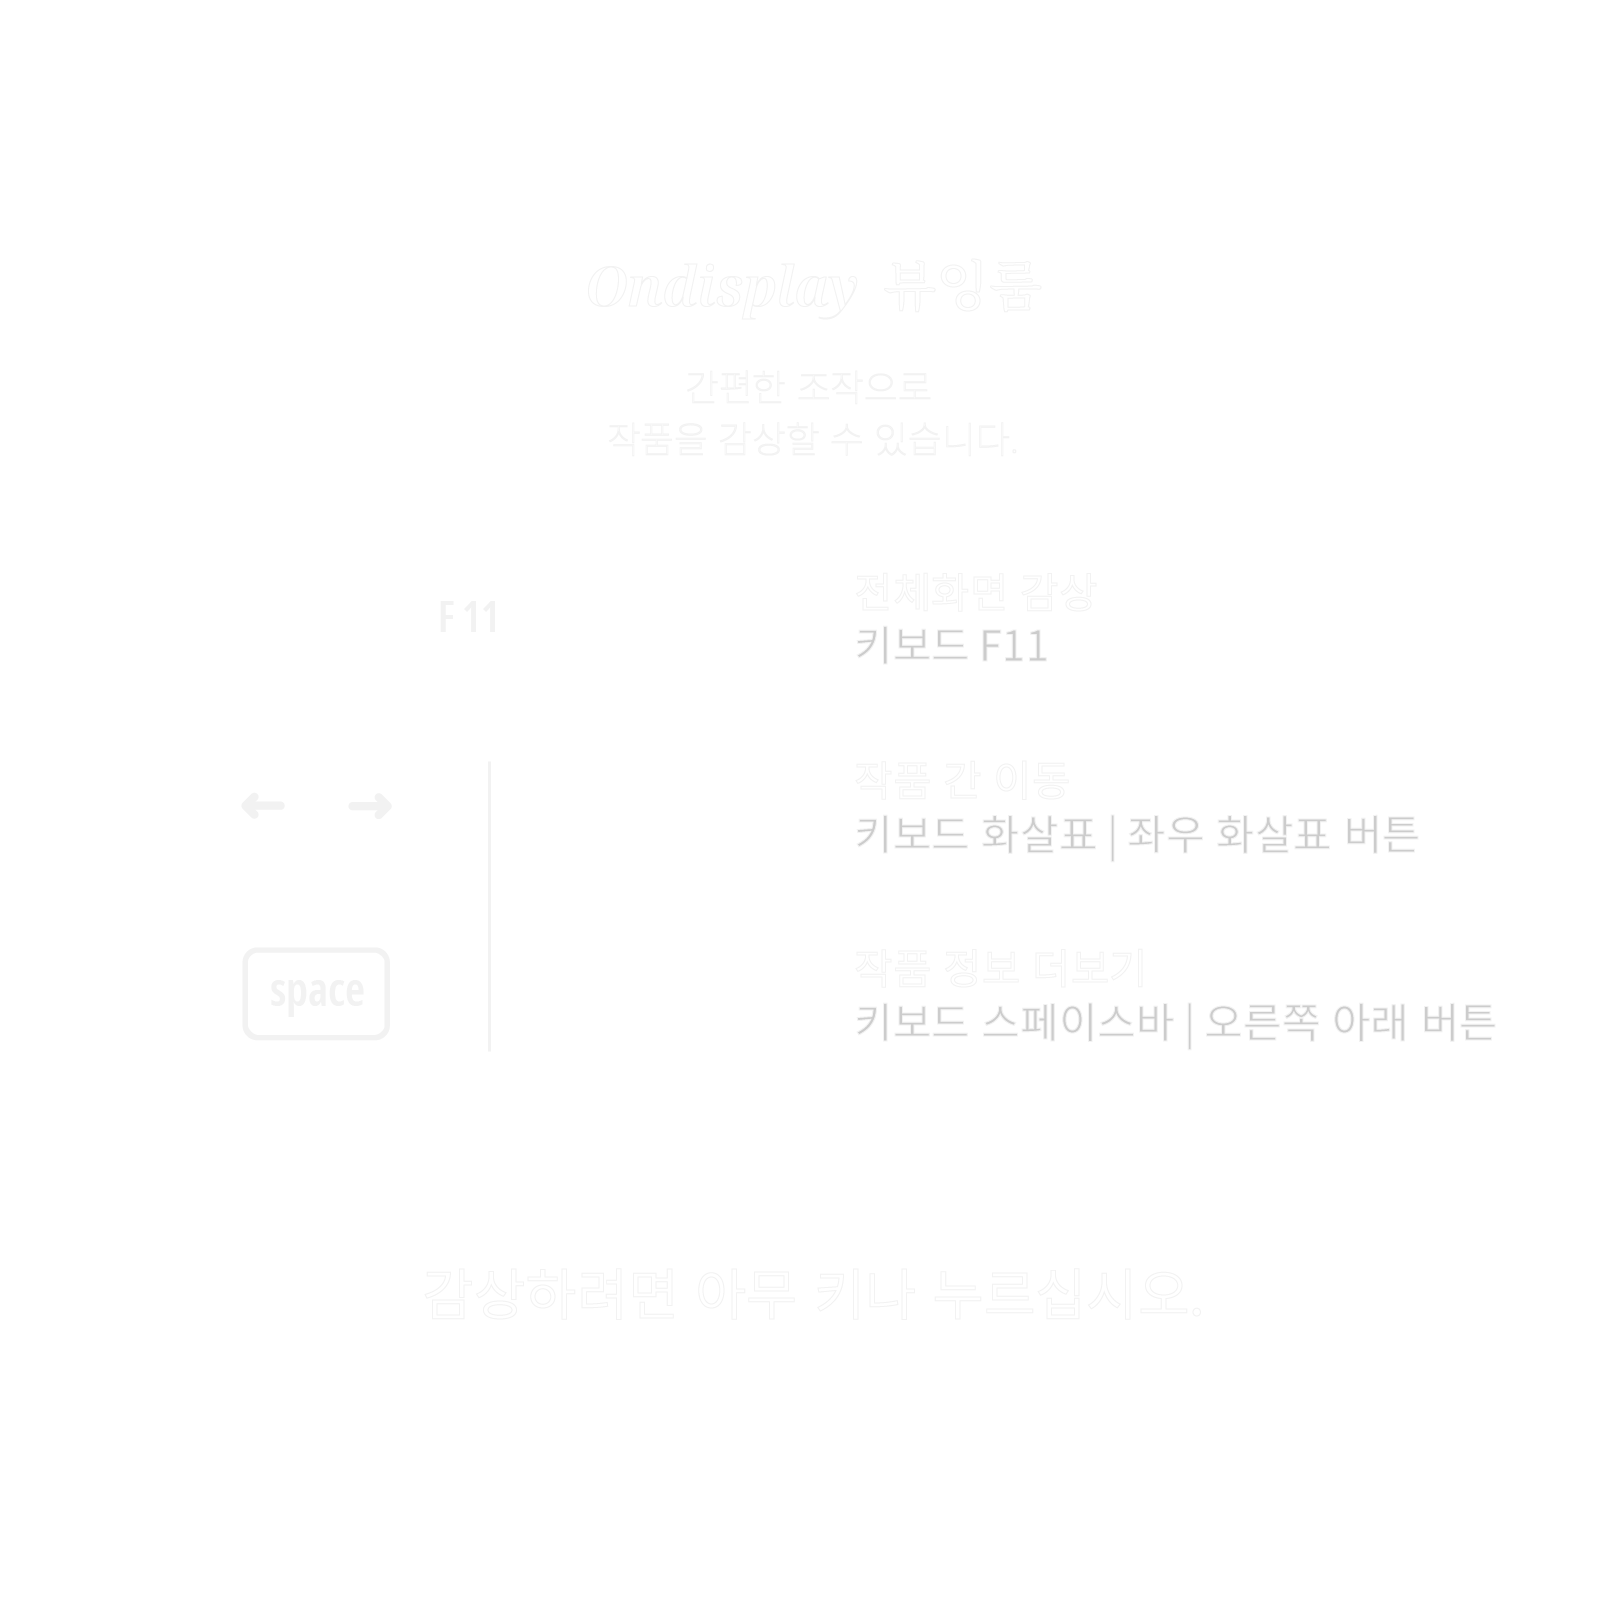 Ondisplay 뷰잉룸
간편한 조작으로
작품을 감상할 수 있습니다.
F11
전체화면 감상
키보드 F11
작품 간 이동
키보드 화살표 | 좌우 화살표 버튼
space
작품 정보 더보기
키보드 스페이스바 | 오른쪽 아래 버튼
감상하려면 아무 키나 누르십시오.